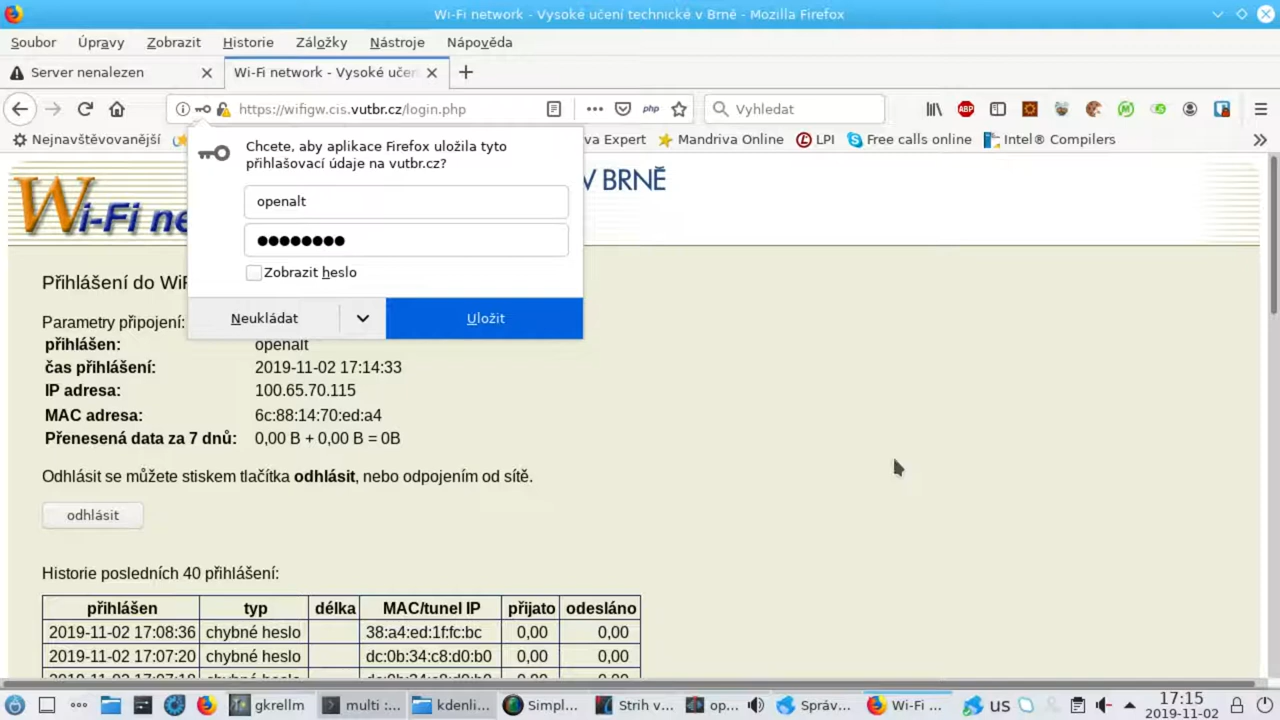 Wi-Fi network - Vysoké učení technické v Brně - Mozilla Firefox
Soubor Úpravy Zobrazit Historie Záložky Nástroje Nápověda
Server nenalezen
Wi-Fi network - Vysoké učen
https://wifigw.cis.vutbr.cz/login.php
php
Vyhledat
ABP
Nejnavštěvovanější
va Expert
Mandriva Online
LPI
Free calls online
Intel® Compilers
Chcete, aby aplikace Firefox uložila tyto
přihlašovací údaje na vutbr.cz?
openalt
●●●●●●●●
Zobrazit heslo
Neukládat
Uložit
Wi-Fi ne
V BRNĚ
Přihlášení do WiF
Parametry připojení:
přihlášen: openalt
čas přihlášení: 2019-11-02 17:14:33
IP adresa: 100.65.70.115
MAC adresa: 6c:88:14:70:ed:a4
Přenesená data za 7 dnů: 0,00 B + 0,00 B = 0B
Odhlásit se můžete stiskem tlačítka odhlásit, nebo odpojením od sítě.
odhlásit
Historie posledních 40 přihlášení:
přihlášen typ délka MAC/tunel IP přijato odesláno
2019-11-02 17:08:36 chybné heslo 38:a4:ed:1f:fc:bc 0,00 0,00
2019-11-02 17:07:20 chybné heslo dc:0b:34:c8:d0:b0 0,00 0,00
gkrellm
multi :...
kdenli...
Simpl...
Strih v...
op...
Správ...
Wi-Fi ...
us
17:15
2019-11-02